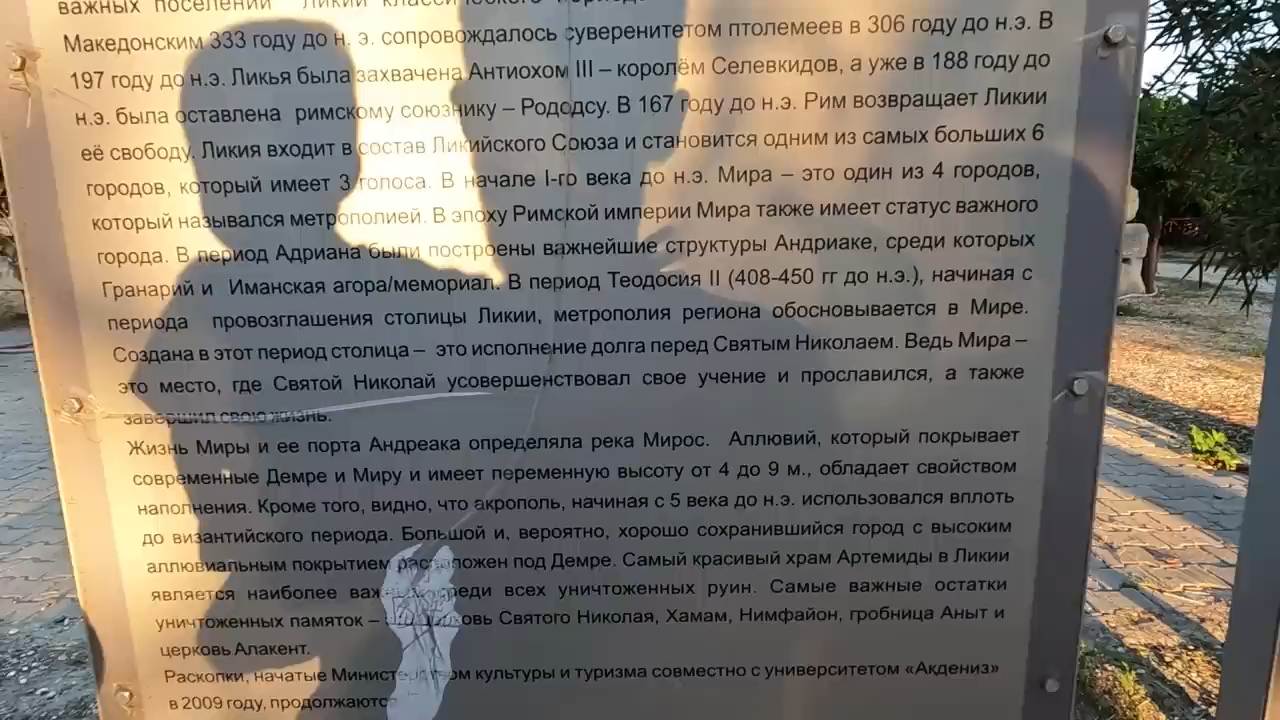 важных поселений Ликии классического
Македонским 333 году до н. э. сопровождалось суверенитетом птолемеев в 306 году до н.э. В
197 году до н.э. Ликья была захвачена Антиохом III – королём Селевкидов, а уже в 188 году до
н.э. была оставлена римскому союзнику – Рододсу. В 167 году до н.э. Рим возвращает Ликии
её свободу. Ликия входит в состав Ликийского Союза и становится одним из самых больших 6
городов, который имеет 3 голоса. В начале I-го века до н.э. Мира – это один из 4 городов,
который назывался метрополией. В эпоху Римской империи Мира также имеет статус важного
города. В период Адриана были построены важнейшие структуры Андриаке, среди которых
Гранарий и Иманская агора/мемориал. В период Теодосия II (408-450 гг до н.э.), начиная с
периода провозглашения столицы Ликии, метрополия региона обосновывается в Мире.
Создана в этот период столица – это исполнение долга перед Святым Николаем. Ведь Мира –
это место, где Святой Николай усовершенствовал свое учение и прославился, а также
завершил свою жизнь.
Жизнь Миры и ее порта Андреака определяла река Мирос. Аллювий, который покрывает
современные Демре и Миру и имеет переменную высоту от 4 до 9 м., обладает свойством
наполнения. Кроме того, видно, что акрополь, начиная с 5 века до н.э. использовался вплоть
до византийского периода. Большой и, вероятно, хорошо сохранившийся город с высоким
аллювиальным покрытием расположен под Демре. Самый красивый храм Артемиды в Ликии
является наиболее важным среди всех уничтоженных руин. Самые важные остатки
уничтоженных памяток – это церковь Святого Николая, Хамам, Нимфайон, гробница Аныт и
церковь Алакент.
Раскопки, начатые Министерством культуры и туризма совместно с университетом «Акдениз»
в 2009 году, продолжаютс